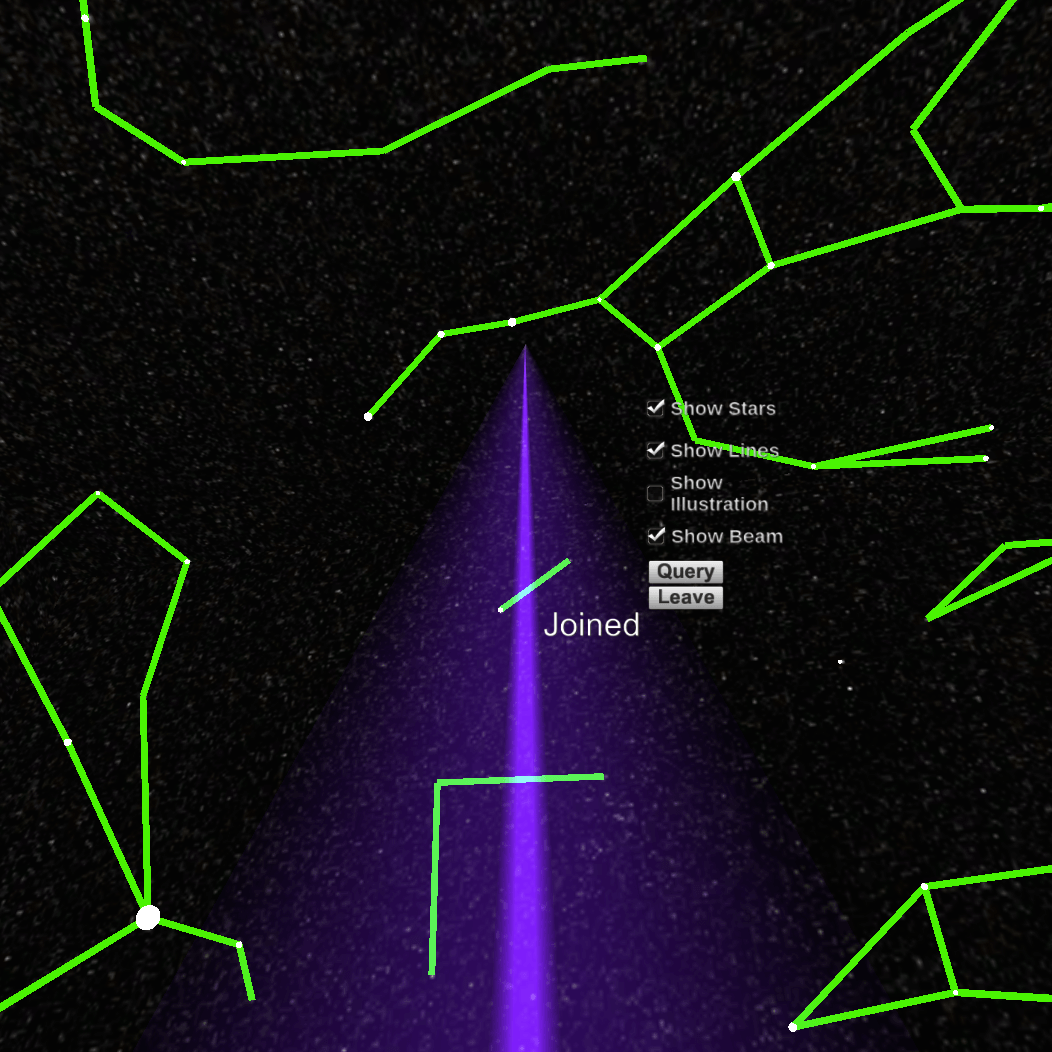 Show Stars
Show Lines
Show
Illustration
Show Beam
Query
Leave
Joined